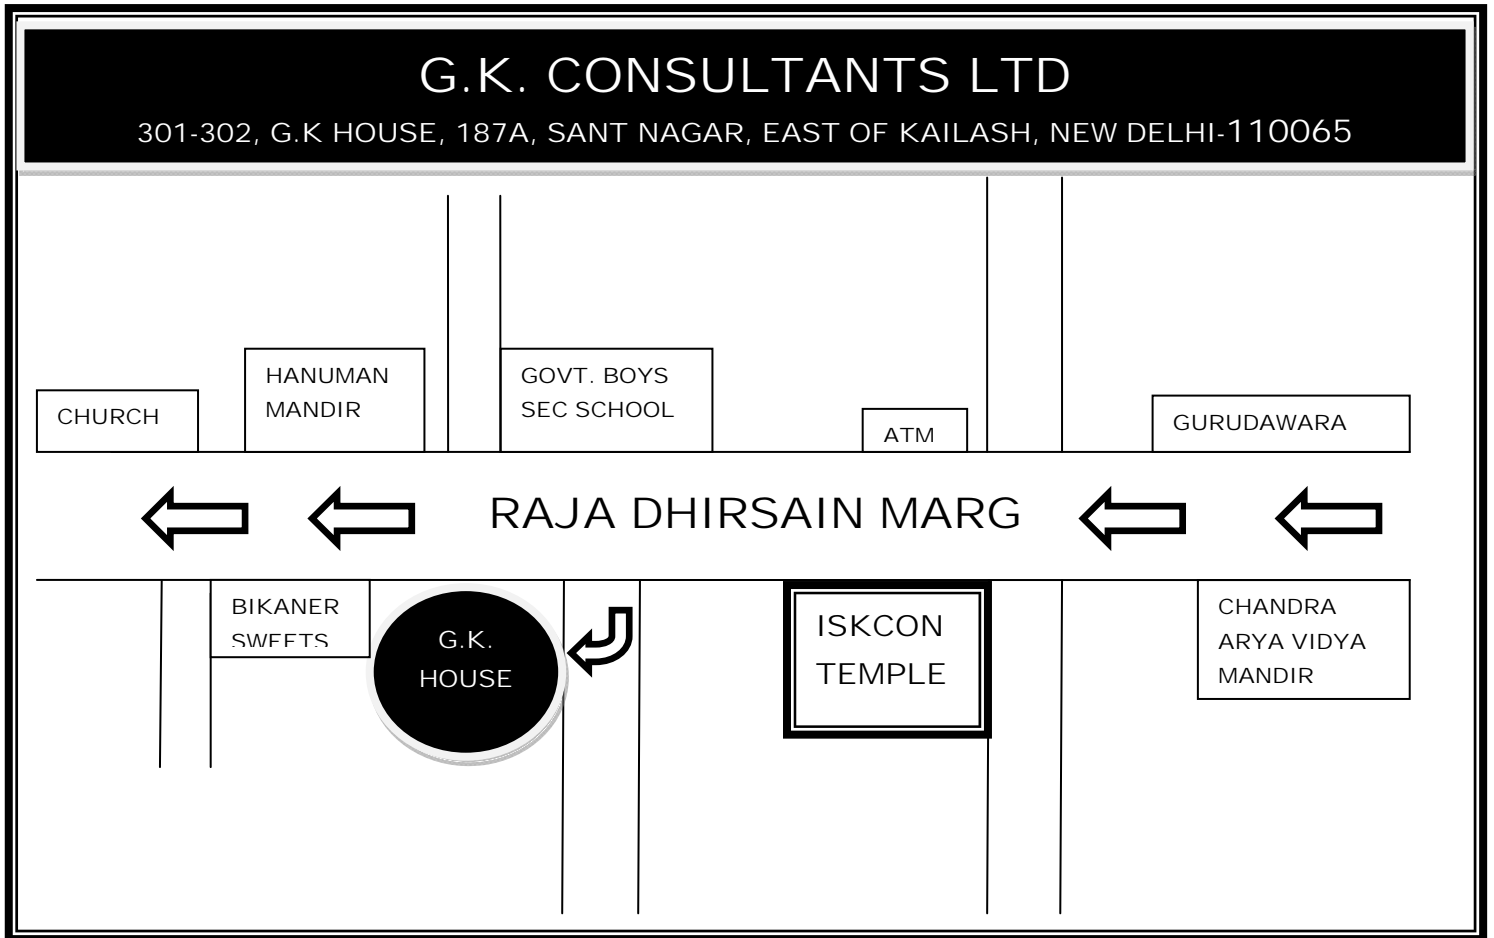 G.K. CONSULTANTS LTD
301-302, G.K HOUSE, 187A, SANT NAGAR, EAST OF KAILASH, NEW DELHI-110065
HANUMAN
MANDIR
GOVT. BOYS
SEC SCHOOL
CHURCH
ATM
GURUDAWARA
RAJA DHIRSAIN MARG
BIKANER
SWEETS
G.K.
HOUSE
ISKCON
TEMPLE
CHANDRA
ARYA VIDYA
MANDIR